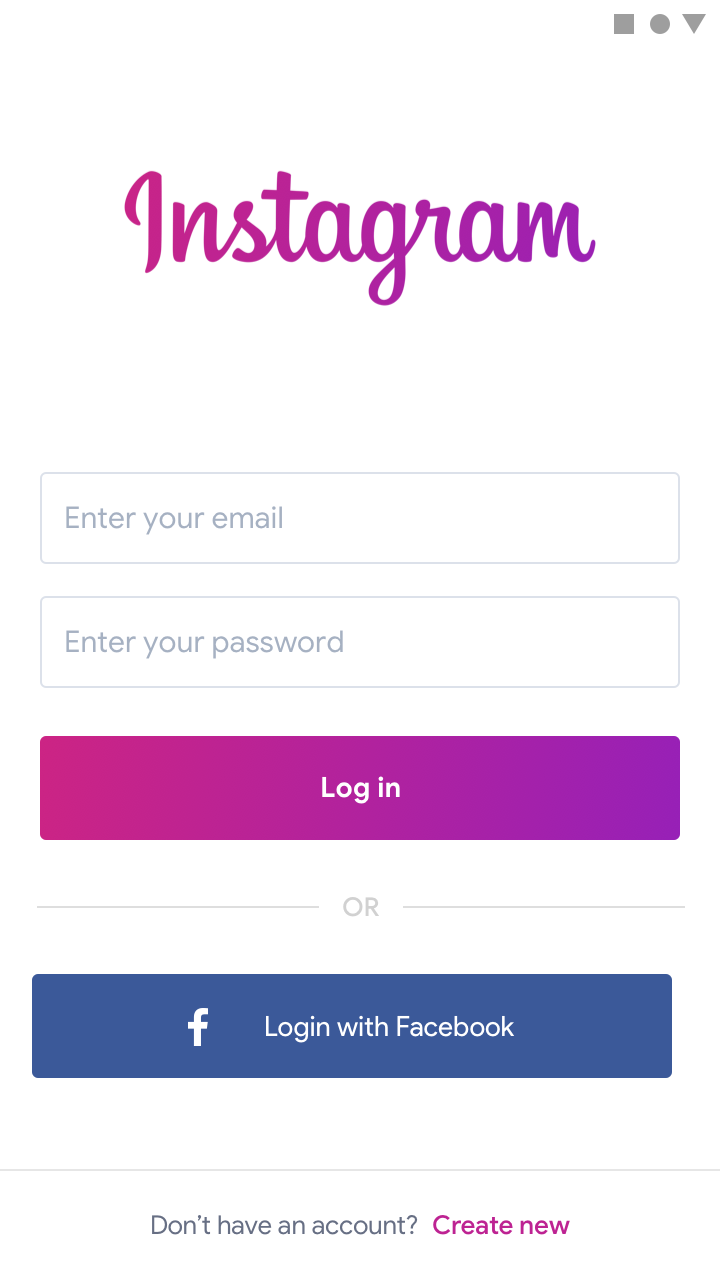 Instagram
Enter your email
Enter your password
Log in
OR
Login with Facebook
Don’t have an account? Create new